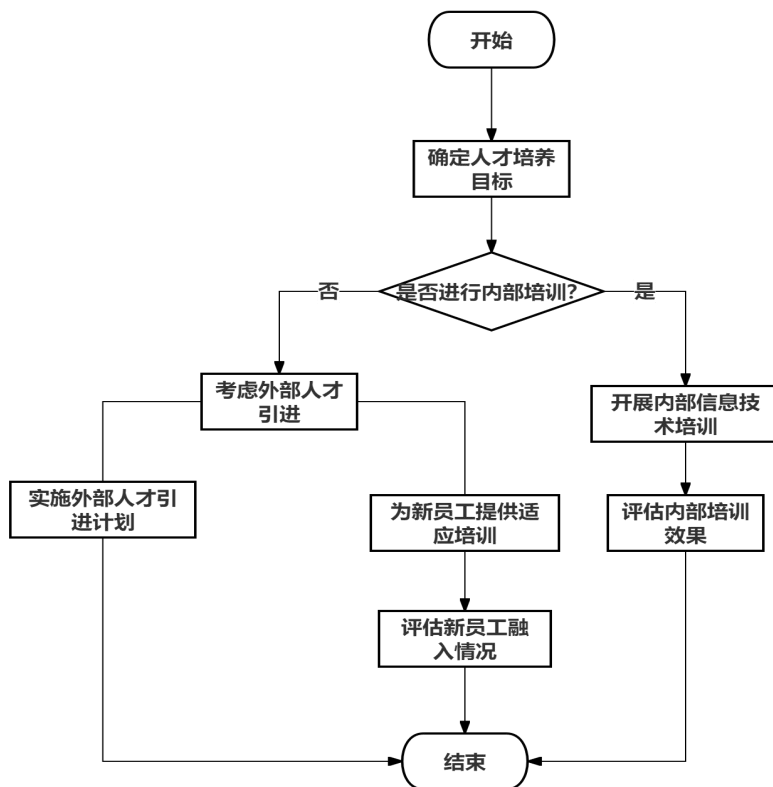 开始
确定人才培养
目标
是否进行内部培训?
否
是
考虑外部人才
引进
开展内部信息技
术培训
实施外部人才引
进计划
为新员工提供适
应培训
评估内部培训
效果
评估新员工融
入情况
结束